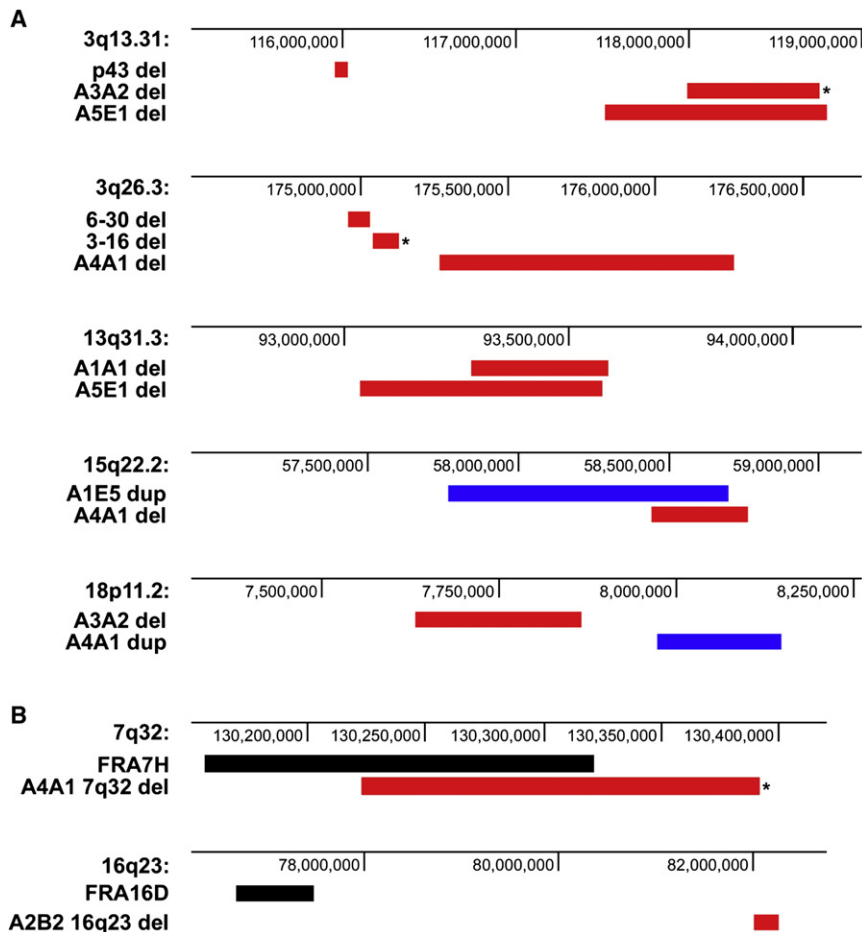 A
3q13.31: 116,000,000 117,000,000 118,000,000 119,000,000
p43 del
A3A2 del *
A5E1 del
3q26.3: 175,000,000 175,500,000 176,000,000 176,500,000
6-30 del
3-16 del *
A4A1 del
13q31.3: 93,000,000 93,500,000 94,000,000
A1A1 del
A5E1 del
15q22.2: 57,500,000 58,000,000 58,500,000 59,000,000
A1E5 dup
A4A1 del
18p11.2: 7,500,000 7,750,000 8,000,000 8,250,000
A3A2 del
A4A1 dup
B
7q32: 130,200,000 130,250,000 130,300,000 130,350,000 130,400,000
FRA7H
A4A1 7q32 del *
16q23: 78,000,000 80,000,000 82,000,000
FRA16D
A2B2 16q23 del